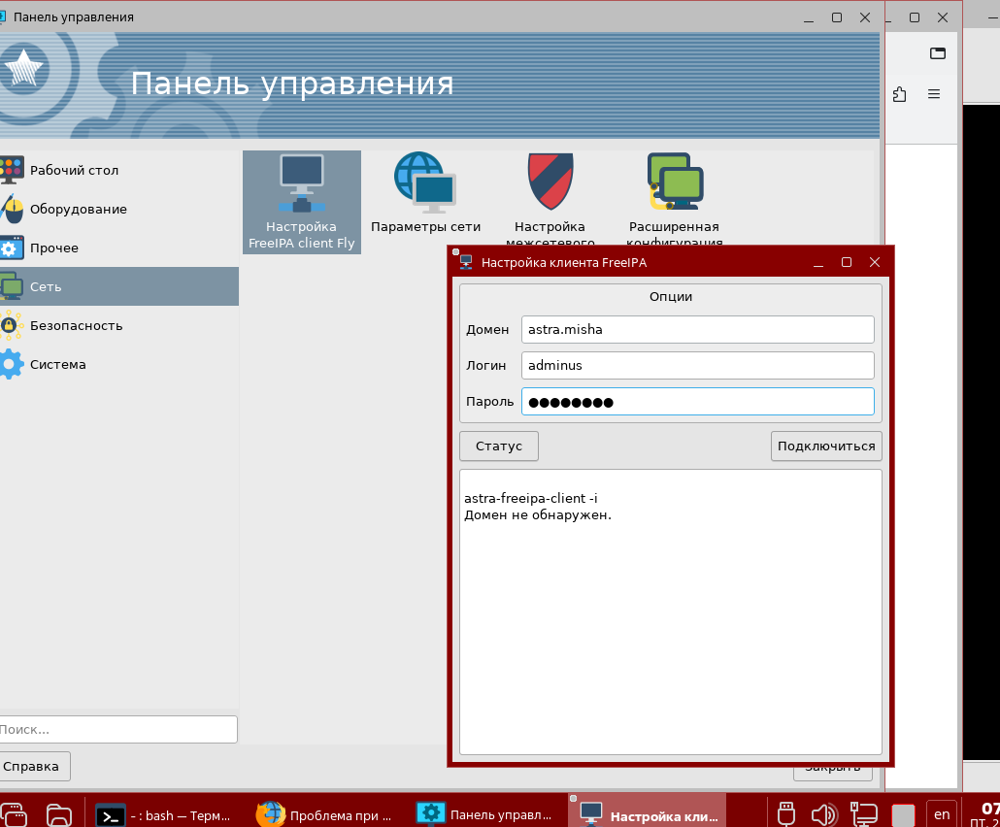 Панель управления
Панель управления
Рабочий стол
Оборудование
Прочее
Сеть
Безопасность
Система
Настройка
FreeIPA client Fly
Параметры сети
Настройка
межсетевого
Расширенная
конфигурация
Настройка клиента FreeIPA
Опции
Домен astra.misha
Логин adminus
Пароль ●●●●●●●●
Статус Подключиться
astra-freeipa-client -i
Домен не обнаружен.
Поиск...
Справка
Закрыть
- : bash — Терм...
Проблема при ...
Панель управл...
Настройка кли...
en
07
ПТ, 2